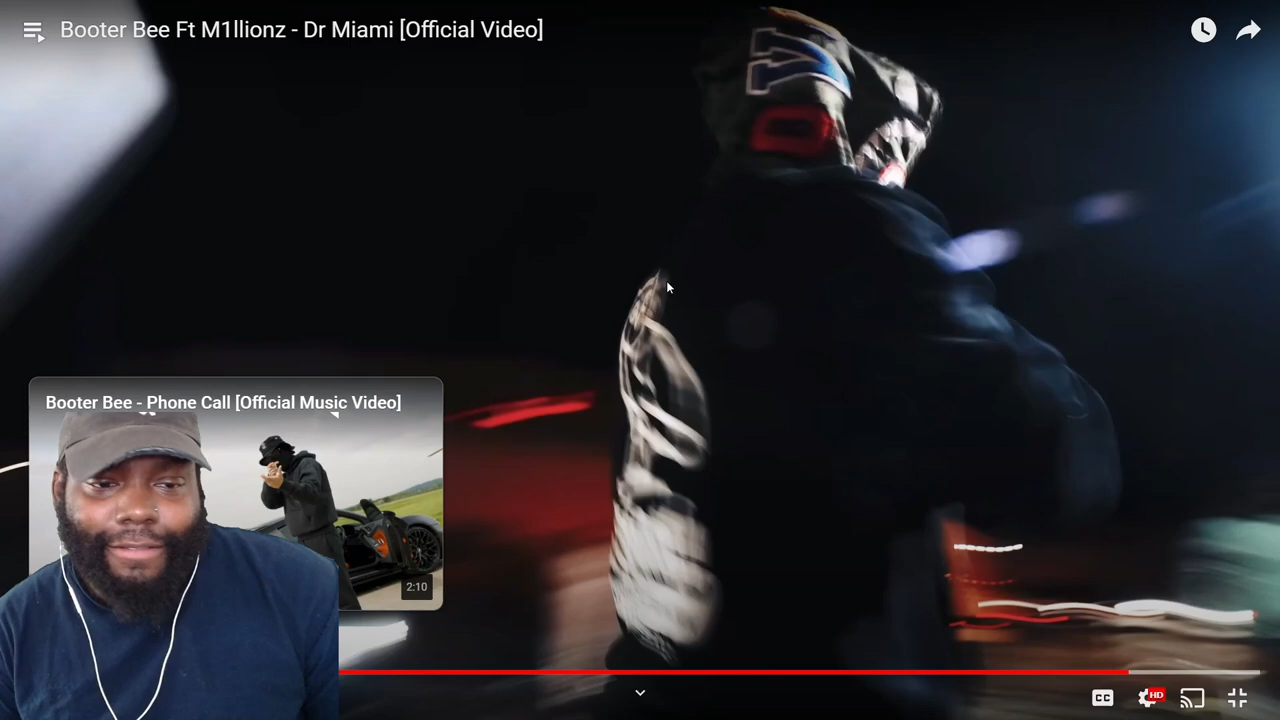 Booter Bee Ft M1llionz - Dr Miami [Official Video]
Booter Bee - Phone Call [Official Music Video]
2:10
CC
HD